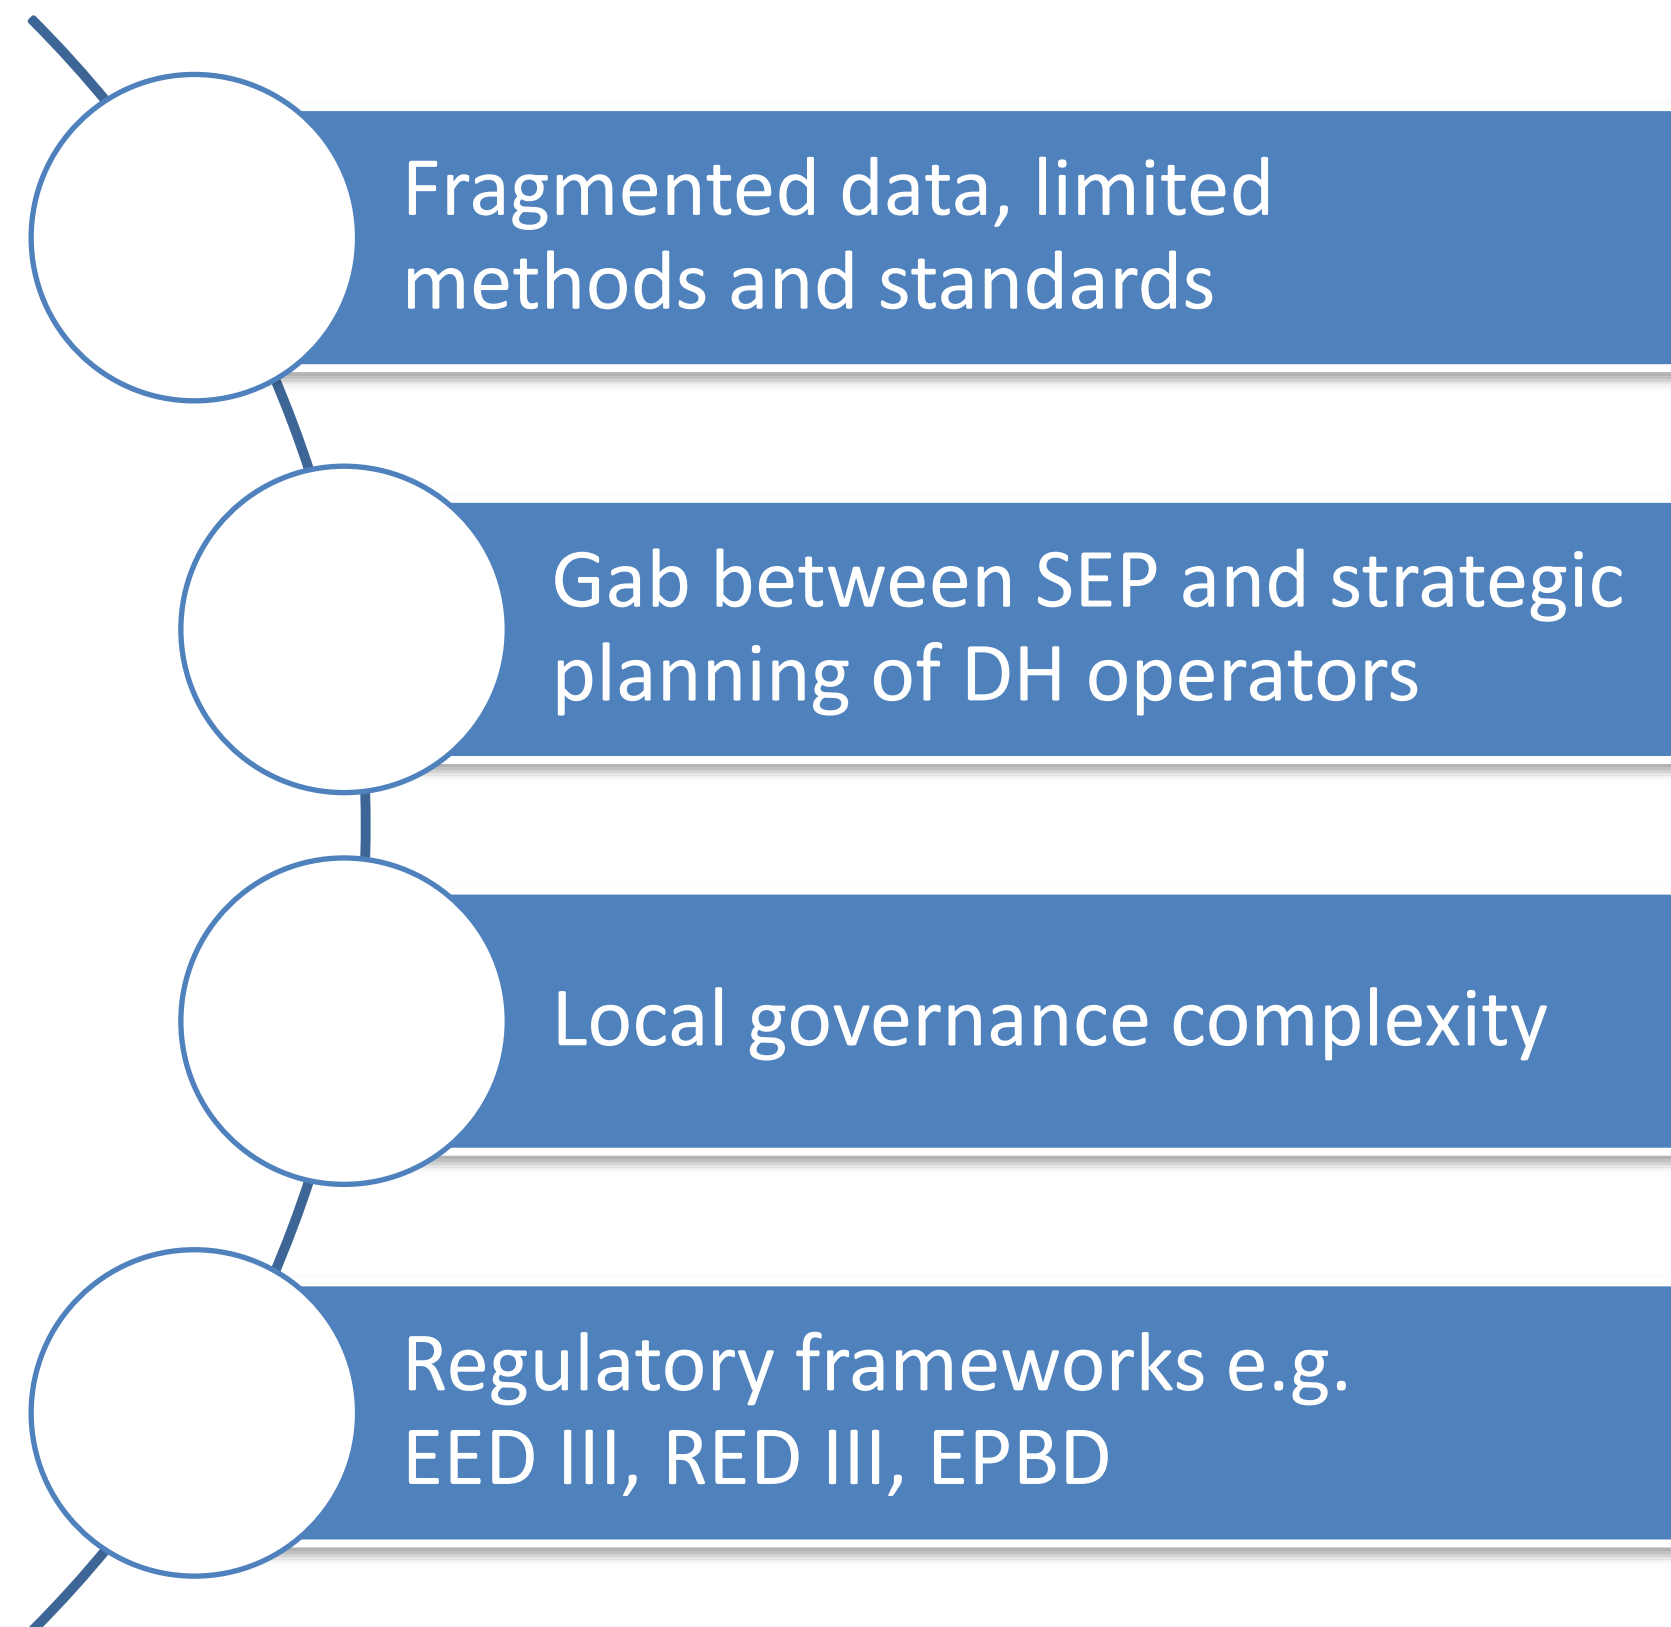 Fragmented data, limited
methods and standards
Gab between SEP and strategic
planning of DH operators
Local governance complexity
Regulatory frameworks e.g.
EED III, RED III, EPBD